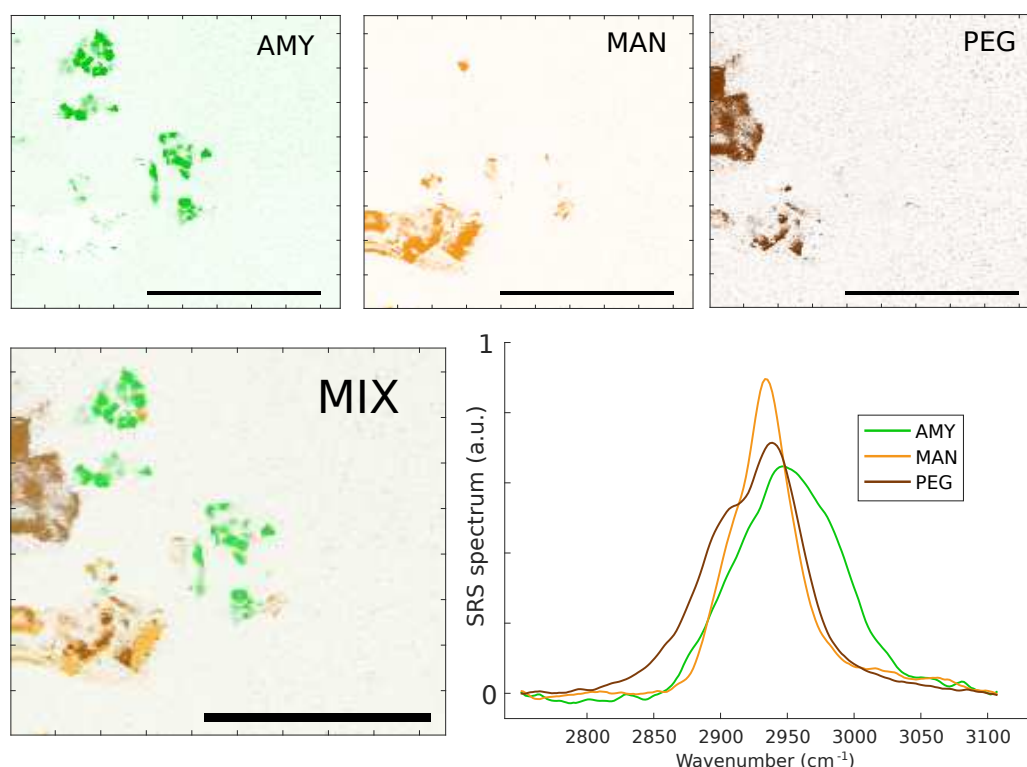 AMY
MAN
PEG
MIX
1
0
SRS spectrum (a.u.)
AMY
MAN
PEG
2800 2850 2900 2950 3000 3050 3100
Wavenumber (cm⁻¹)